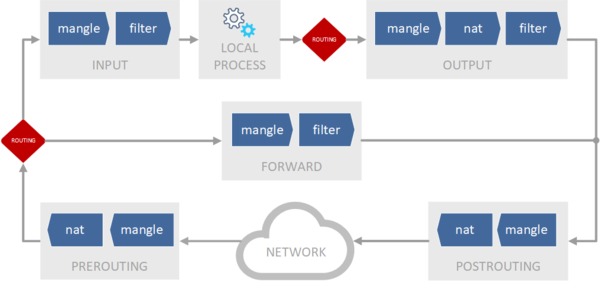 mangle filter
INPUT
LOCAL
PROCESS
ROUTING
mangle nat filter
OUTPUT
ROUTING
mangle filter
FORWARD
nat mangle
PREROUTING
NETWORK
nat mangle
POSTROUTING